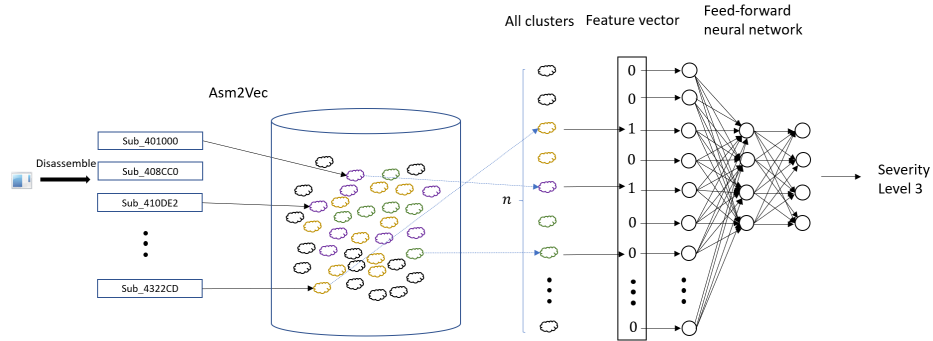 All clusters
Feature vector
Feed-forward
neural network
Asm2Vec
Disassemble
Sub_401000
Sub_408CC0
Sub_410DE2
Sub_4322CD
n
0
0
1
0
1
0
0
0
Severity
Level 3